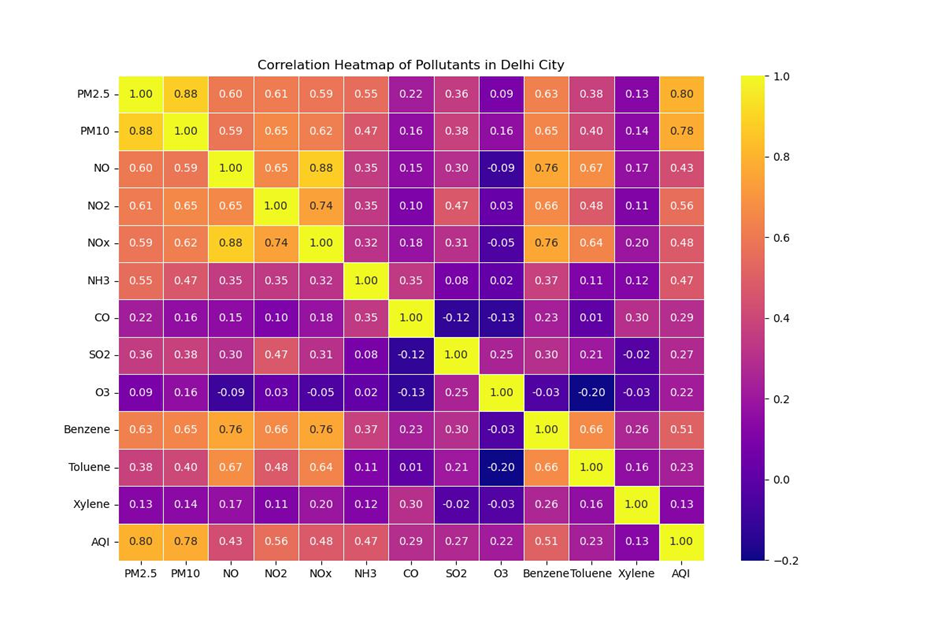 Correlation Heatmap of Pollutants in Delhi City
PM2.5 1.00 0.88 0.60 0.61 0.59 0.55 0.22 0.36 0.09 0.63 0.38 0.13 0.80
PM10 0.88 1.00 0.59 0.65 0.62 0.47 0.16 0.38 0.16 0.65 0.40 0.14 0.78
NO 0.60 0.59 1.00 0.65 0.88 0.35 0.15 0.30 -0.09 0.76 0.67 0.17 0.43
NO2 0.61 0.65 0.65 1.00 0.74 0.35 0.10 0.47 0.03 0.66 0.48 0.11 0.56
NOx 0.59 0.62 0.88 0.74 1.00 0.32 0.18 0.31 -0.05 0.76 0.64 0.20 0.48
NH3 0.55 0.47 0.35 0.35 0.32 1.00 0.35 0.08 0.02 0.37 0.11 0.12 0.47
CO 0.22 0.16 0.15 0.10 0.18 0.35 1.00 -0.12 -0.13 0.23 0.01 0.30 0.29
SO2 0.36 0.38 0.30 0.47 0.31 0.08 -0.12 1.00 0.25 0.30 0.21 -0.02 0.27
O3 0.09 0.16 -0.09 0.03 -0.05 0.02 -0.13 0.25 1.00 -0.03 -0.20 -0.03 0.22
Benzene 0.63 0.65 0.76 0.66 0.76 0.37 0.23 0.30 -0.03 1.00 0.66 0.26 0.51
Toluene 0.38 0.40 0.67 0.48 0.64 0.11 0.01 0.21 -0.20 0.66 1.00 0.16 0.23
Xylene 0.13 0.14 0.17 0.11 0.20 0.12 0.30 -0.02 -0.03 0.26 0.16 1.00 0.13
AQI 0.80 0.78 0.43 0.56 0.48 0.47 0.29 0.27 0.22 0.51 0.23 0.13 1.00
PM2.5 PM10 NO NO2 NOx NH3 CO SO2 O3 Benzene Toluene Xylene AQI
1.0
0.8
0.6
0.4
0.2
0.0
−0.2